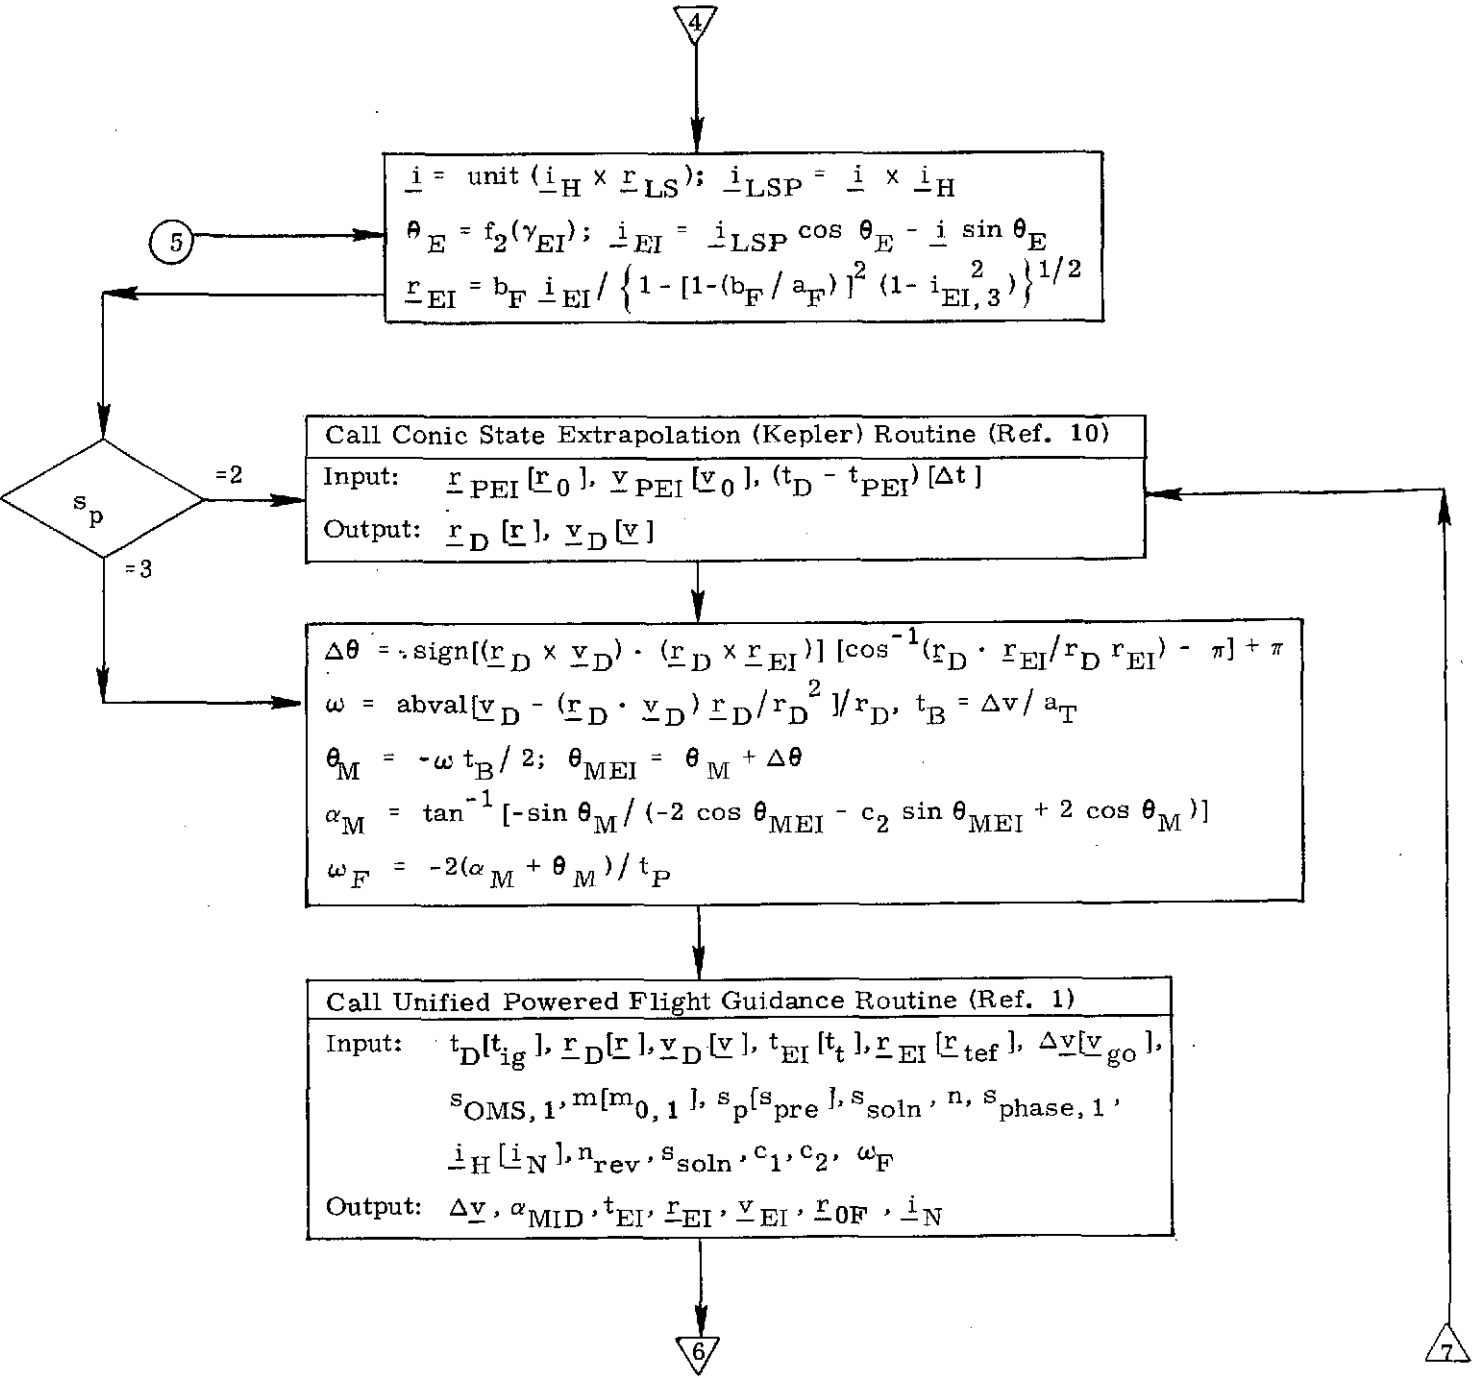 4
i = unit (i_H x r_LS); i_LSP = i x i_H
5
θ_E = f_2(γ_EI); i_EI = i_LSP cos θ_E - i sin θ_E
r_EI = b_F i_EI / {1 - [1-(b_F / a_F)]^2 (1- i_EI,3^2)}^1/2
s_p
=2
=3
Call Conic State Extrapolation (Kepler) Routine (Ref. 10)
Input: r_PEI [r_0], v_PEI [v_0], (t_D - t_PEI) [Δt]
Output: r_D [r], v_D [v]
Δθ = sign[(r_D x v_D) · (r_D x r_EI)] [cos^-1(r_D · r_EI/r_D r_EI) - π] + π
ω = abval[v_D - (r_D · v_D) r_D/r_D^2]/r_D, t_B = Δv/ a_T
θ_M = -ω t_B / 2; θ_MEI = θ_M + Δθ
α_M = tan^-1 [-sin θ_M / (-2 cos θ_MEI - c_2 sin θ_MEI + 2 cos θ_M)]
ω_F = -2(α_M + θ_M)/ t_P
Call Unified Powered Flight Guidance Routine (Ref. 1)
Input: t_D[t_ig], r_D[r], v_D[v], t_EI [t_t], r_EI [r_tef], Δv[v_go],
s_OMS,1, m[m_0,1], s_p[s_pre], s_soln, n, s_phase,1,
i_H [i_N], n_rev, s_soln, c_1, c_2, ω_F
Output: Δv, α_MID, t_EI, r_EI, v_EI, r_0F, i_N
6
7